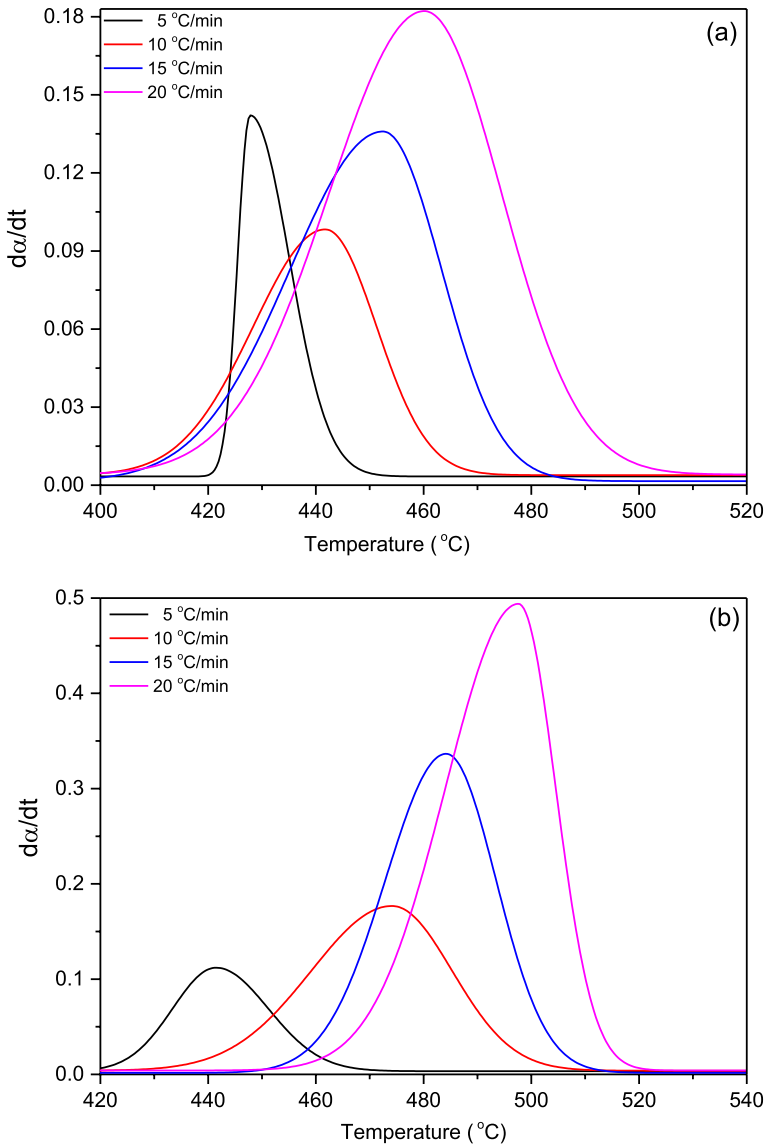 (a)
5 °C/min
10 °C/min
15 °C/min
20 °C/min
0.18
0.15
0.12
0.09
0.06
0.03
0.00
dα/dt
400 420 440 460 480 500 520
Temperature (°C)
(b)
5 °C/min
10 °C/min
15 °C/min
20 °C/min
0.5
0.4
0.3
0.2
0.1
0.0
dα/dt
420 440 460 480 500 520 540
Temperature (°C)